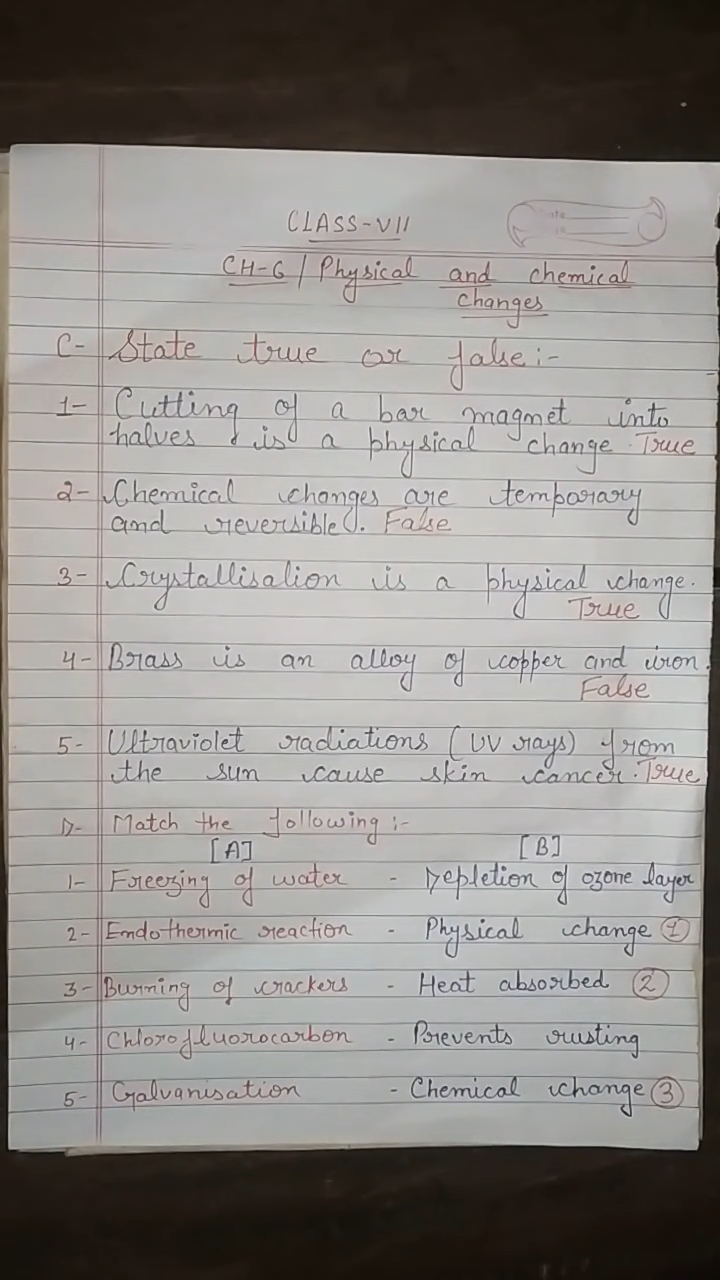 CLASS-VII
CH-6 / Physical and chemical
changes
C- State true or false :-
1- Cutting of a bar magnet into
halves is a physical change. True
2- Chemical changes are temporary
and reversible. False
3- Crystallisation is a physical change.
True
4- Brass is an alloy of copper and iron.
False
5- Ultraviolet radiations (UV rays) from
the sun cause skin cancer. True
D- Match the following :-
[A] [B]
1- Freezing of water - Depletion of ozone layer
2- Endothermic reaction - Physical change ①
3- Burning of crackers - Heat absorbed ②
4- Chlorofluorocarbon - Prevents rusting
5- Galvanisation - Chemical change ③